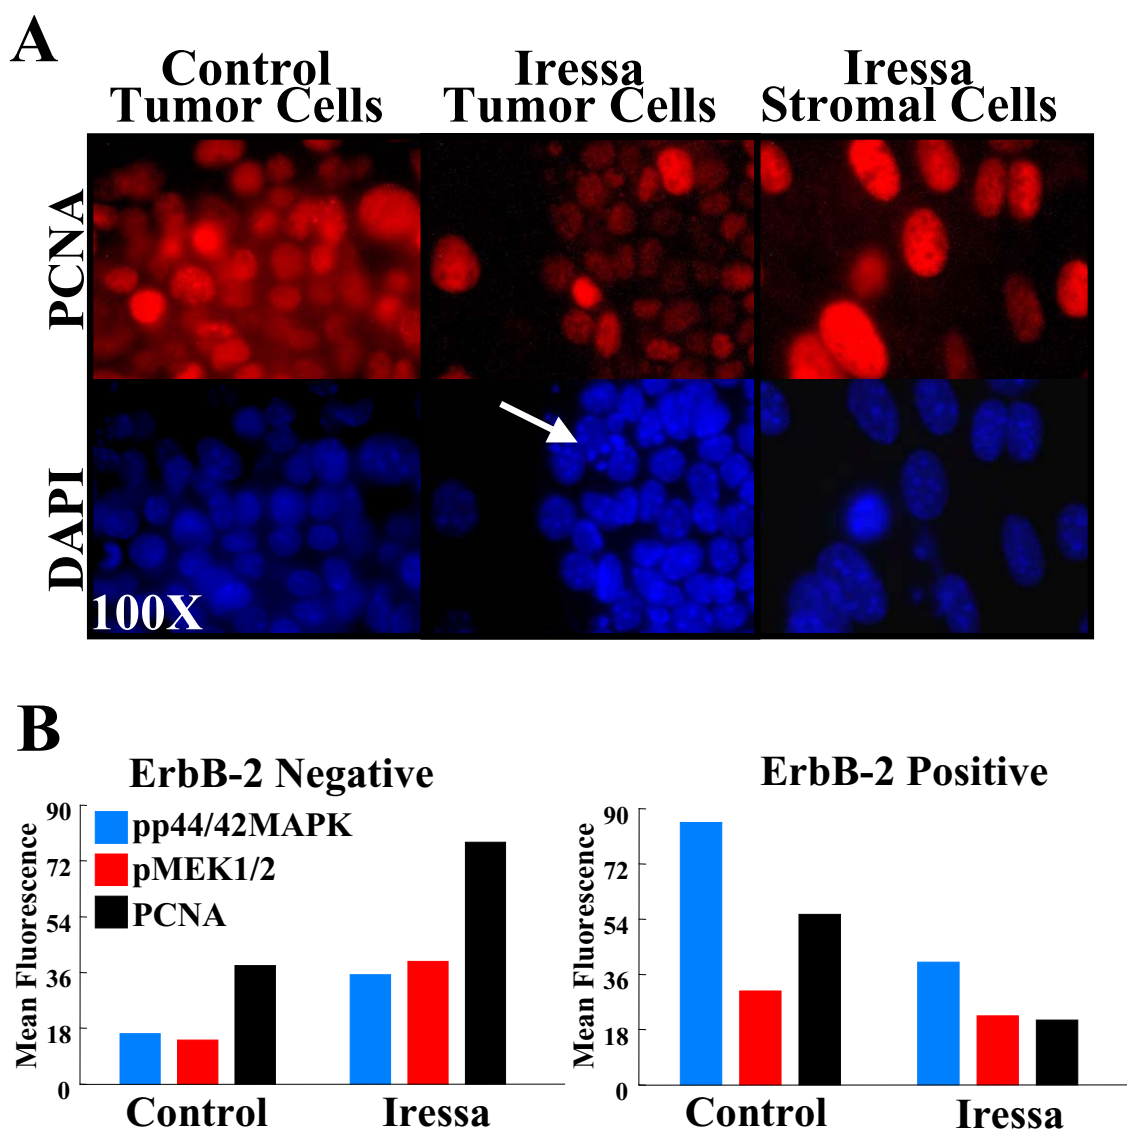 A
Control
Tumor Cells
Iressa
Tumor Cells
Iressa
Stromal Cells
PCNA
DAPI
100X
B
ErbB-2 Negative
Mean Fluorescence
90
72
54
36
18
0
pp44/42MAPK
pMEK1/2
PCNA
Control
Iressa
ErbB-2 Positive
Mean Fluorescence
90
72
54
36
18
0
Control
Iressa